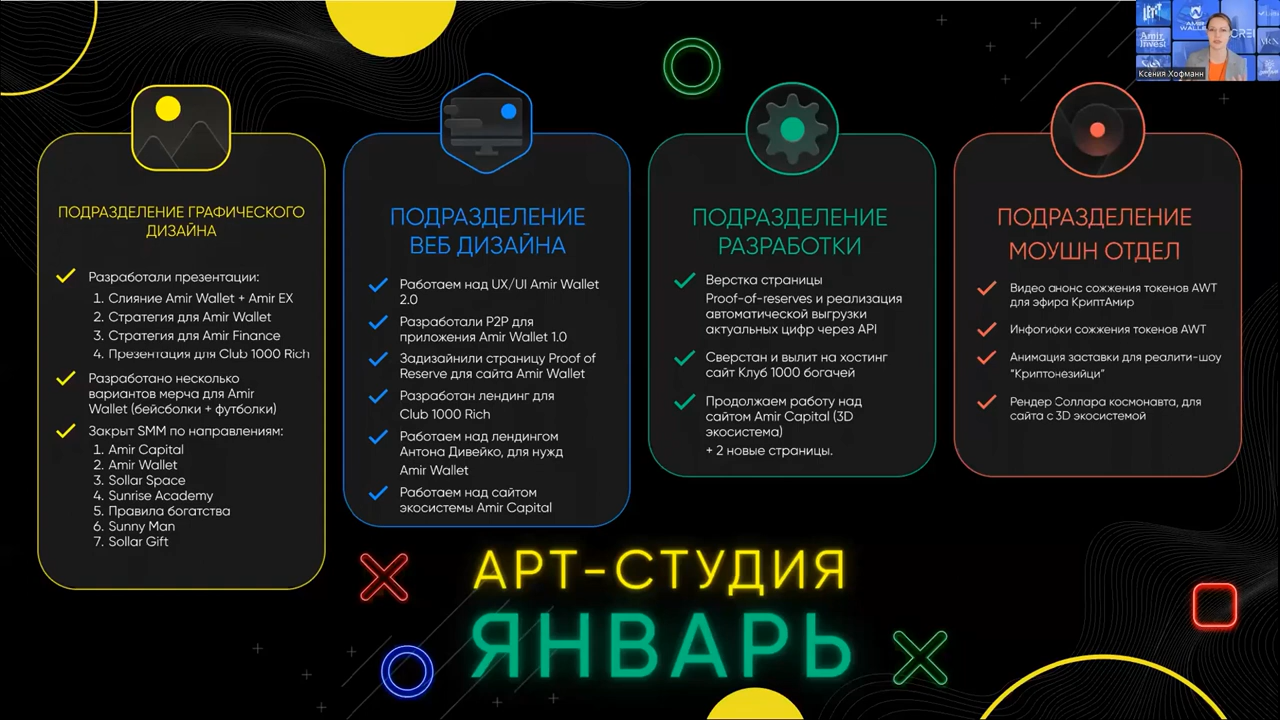 AMIR
WALLET
Amir
Invest
Ксения Хофманн
ПОДРАЗДЕЛЕНИЕ ГРАФИЧЕСКОГО
ДИЗАЙНА
Разработали презентации:
1. Слияние Amir Wallet + Amir EX
2. Стратегия для Amir Wallet
3. Стратегия для Amir Finance
4. Презентация для Club 1000 Rich
Разработано несколько
вариантов мерча для Amir
Wallet (бейсболки + футболки)
Закрыт SMM по направлениям:
1. Amir Capital
2. Amir Wallet
3. Sollar Space
4. Sunrise Academy
5. Правила богатства
6. Sunny Man
7. Sollar Gift
ПОДРАЗДЕЛЕНИЕ
ВЕБ ДИЗАЙНА
Работаем над UX/UI Amir Wallet
2.0
Разработали P2P для
приложения Amir Wallet 1.0
Задизайнили страницу Proof of
Reserve для сайта Amir Wallet
Разработан лендинг для
Club 1000 Rich
Работаем над лендингом
Антона Дивейко, для нужд
Amir Wallet
Работаем над сайтом
экосистемы Amir Capital
ПОДРАЗДЕЛЕНИЕ
РАЗРАБОТКИ
Верстка страницы
Proof-of-reserves и реализация
автоматической выгрузки
актуальных цифр через API
Сверстан и вылит на хостинг
сайт Клуб 1000 богачей
Продолжаем работу над
сайтом Amir Capital (3D
экосистема)
+ 2 новые страницы.
ПОДРАЗДЕЛЕНИЕ
МОУШН ОТДЕЛ
Видео анонс сожжения токенов AWT
для эфира КриптАмир
Инфогиоки сожжения токенов AWT
Анимация заставки для реалити-шоу
"Криптонезийци"
Рендер Соллара космонавта, для
сайта с 3D экосистемой
АРТ-СТУДИЯ
ЯНВАРЬ